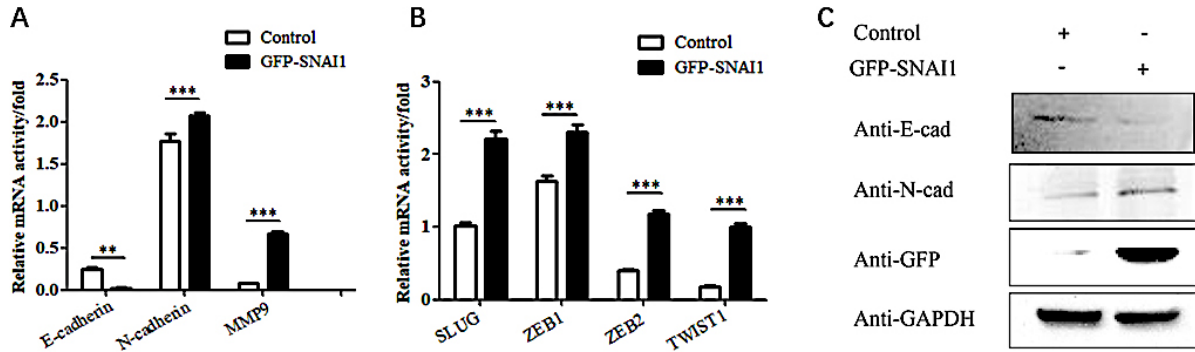 A
Control
GFP-SNAI1
Relative mRNA activity/fold
2.5
2.0
1.5
1.0
0.5
0.0
***
***
**
E-cadherin
N-cadherin
MMP9
B
Control
GFP-SNAI1
Relative mRNA activity/fold
3
2
1
0
***
***
***
***
SLUG
ZEB1
ZEB2
TWIST1
C
Control + -
GFP-SNAI1 - +
Anti-E-cad
Anti-N-cad
Anti-GFP
Anti-GAPDH